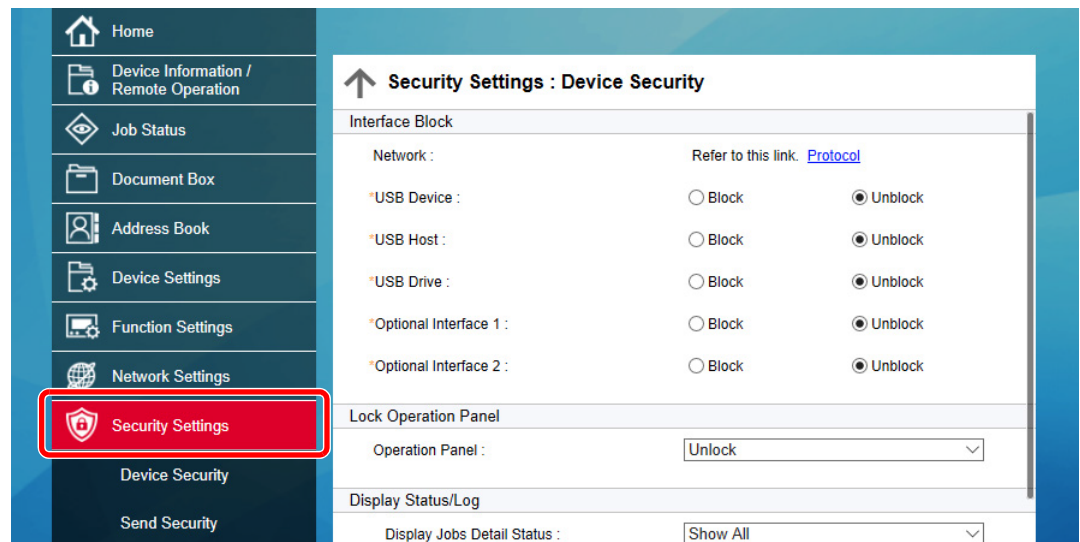 Home
Device Information /
Remote Operation
Job Status
Document Box
Address Book
Device Settings
Function Settings
Network Settings
Security Settings
Device Security
Send Security
Security Settings : Device Security
Interface Block
Network : Refer to this link. Protocol
*USB Device : Block Unblock
*USB Host : Block Unblock
*USB Drive : Block Unblock
*Optional Interface 1 : Block Unblock
*Optional Interface 2 : Block Unblock
Lock Operation Panel
Operation Panel : Unlock
Display Status/Log
Display Jobs Detail Status : Show All